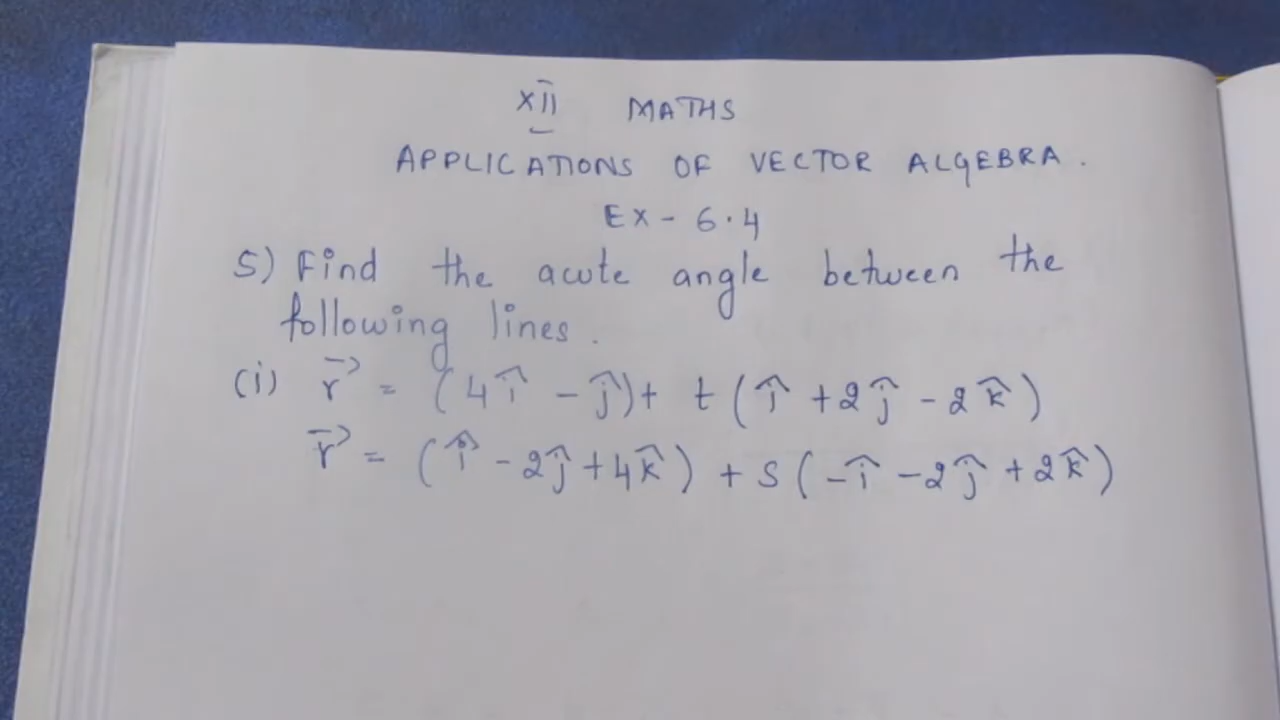 XII MATHS
APPLICATIONS OF VECTOR ALGEBRA.
EX - 6.4
5) Find the acute angle between the
following lines.
(i) r⃗ = (4î - ĵ) + t (î + 2ĵ - 2k̂)
r⃗ = (î - 2ĵ + 4k̂) + s (-î - 2ĵ + 2k̂)